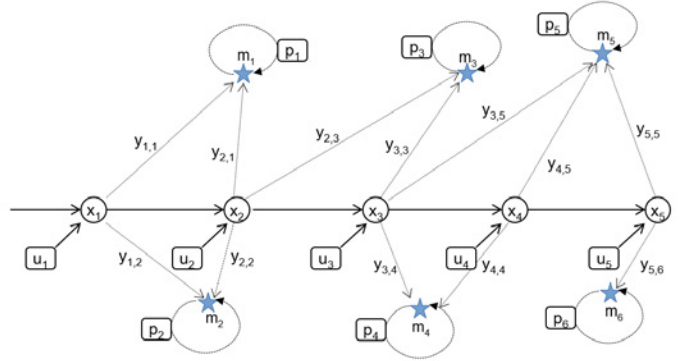 p₁
m₁
p₃
m₃
p₅
m₅
y₁,₁
y₂,₁
y₂,₃
y₃,₃
y₃,₅
y₄,₅
y₅,₅
x₁
x₂
x₃
x₄
x₅
u₁
y₁,₂
u₂
y₂,₂
u₃
y₃,₄
u₄
y₄,₄
u₅
y₅,₆
p₂
m₂
p₄
m₄
p₆
m₆